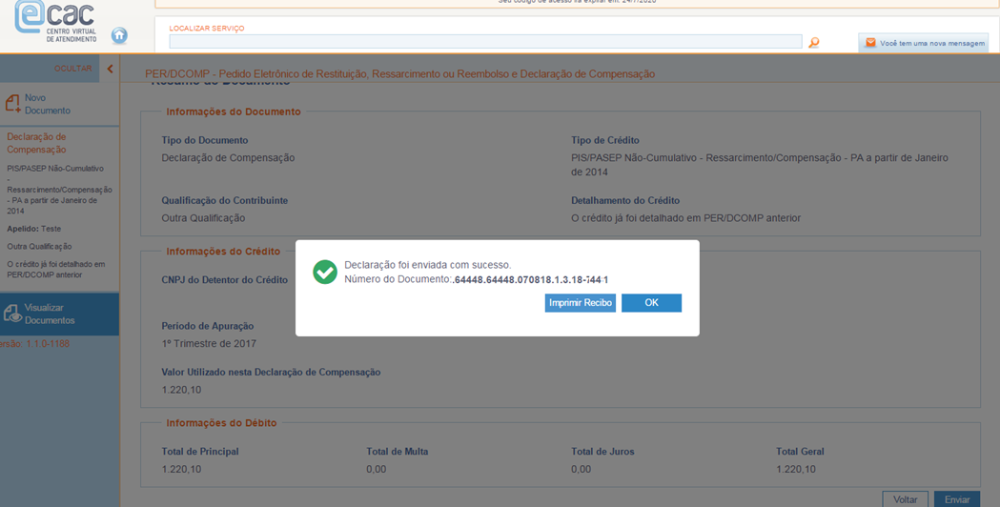 Seu código de acesso irá expirar em: 24/7/2020
ecac
CENTRO VIRTUAL
DE ATENDIMENTO
LOCALIZAR SERVIÇO
Você tem uma nova mensagem
OCULTAR
PER/DCOMP - Pedido Eletrônico de Restituição, Ressarcimento ou Reembolso e Declaração de Compensação
Novo
Documento
Declaração de
Compensação
PIS/PASEP Não-Cumulativo
-
Ressarcimento/Compensação
- PA a partir de Janeiro de
2014
Apelido: Teste
Outra Qualificação
O crédito já foi detalhado em
PER/DCOMP anterior
Visualizar
Documentos
ersão: 1.1.0-1188
Resumo do Documento
Informações do Documento
Tipo do Documento
Declaração de Compensação
Tipo de Crédito
PIS/PASEP Não-Cumulativo - Ressarcimento/Compensação - PA a partir de Janeiro
de 2014
Qualificação do Contribuinte
Outra Qualificação
Detalhamento do Crédito
O crédito já foi detalhado em PER/DCOMP anterior
Informações do Crédito
CNPJ do Detentor do Crédito
Declaração foi enviada com sucesso.
Número do Documento:
Imprimir Recibo
OK
Período de Apuração
1º Trimestre de 2017
Valor Utilizado nesta Declaração de Compensação
1.220,10
Informações do Débito
Total de Principal
1.220,10
Total de Multa
0,00
Total de Juros
0,00
Total Geral
1.220,10
Voltar
Enviar